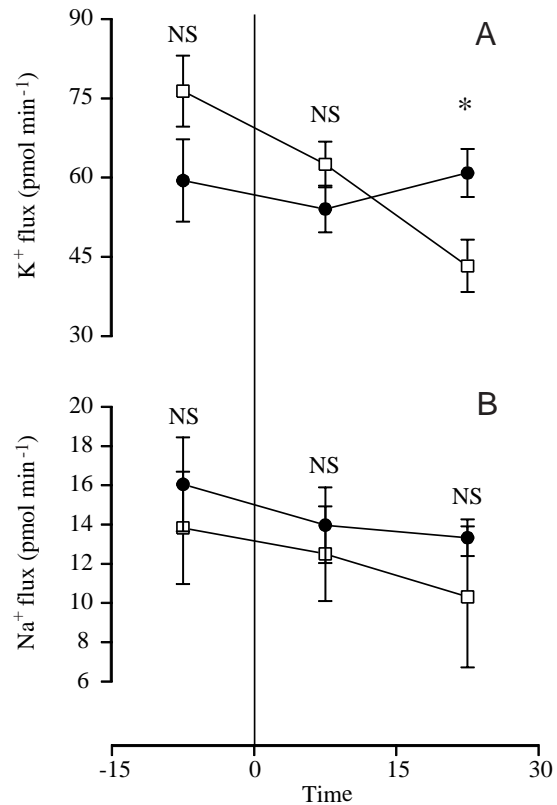 A
90
75
60
45
30
K⁺ flux (pmol min⁻¹)
NS
NS
*
B
20
18
16
14
12
10
8
6
Na⁺ flux (pmol min⁻¹)
NS
NS
NS
-15 0 15 30
Time